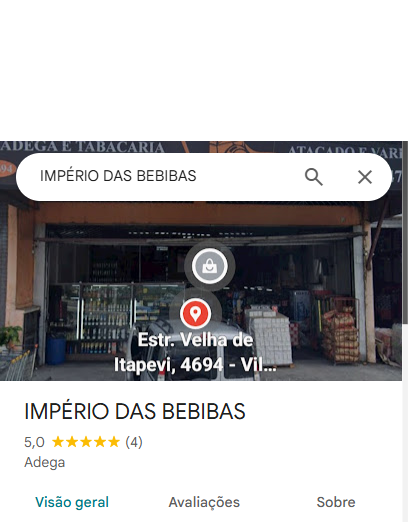 ADEGA E TABACARIA
ATACADO E VARE
IMPÉRIO DAS BEBIBAS
Estr. Velha de
Itapevi, 4694 - Vil...
IMPÉRIO DAS BEBIBAS
5,0 ★★★★★ (4)
Adega
Visão geral
Avaliações
Sobre